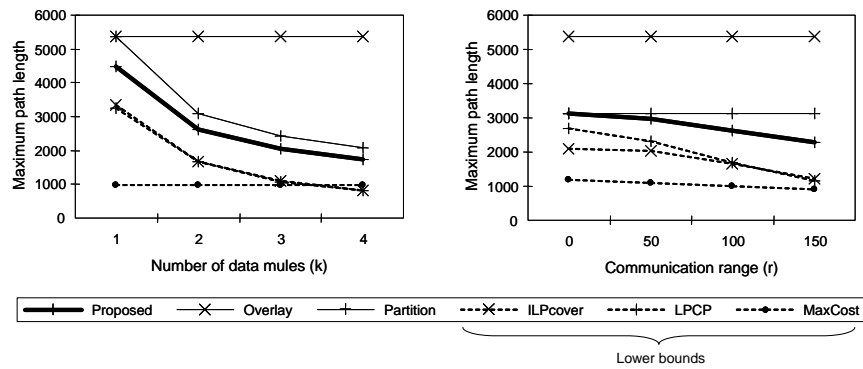 6000
5000
4000
3000
2000
1000
0
Maximum path length
1 2 3 4
Number of data mules (k)
6000
5000
4000
3000
2000
1000
0
Maximum path length
0 50 100 150
Communication range (r)
Proposed Overlay Partition ILPcover LPCP MaxCost
Lower bounds